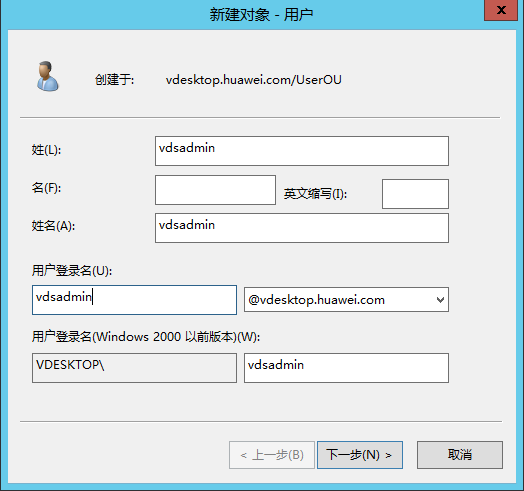 新建对象 - 用户
x
创建于: vdesktop.huawei.com/UserOU
姓(L): vdsadmin
名(F): 英文缩写(I):
姓名(A): vdsadmin
用户登录名(U):
vdsadmin @vdesktop.huawei.com
用户登录名(Windows 2000 以前版本)(W):
VDESKTOP\ vdsadmin
< 上一步(B) 下一步(N) > 取消